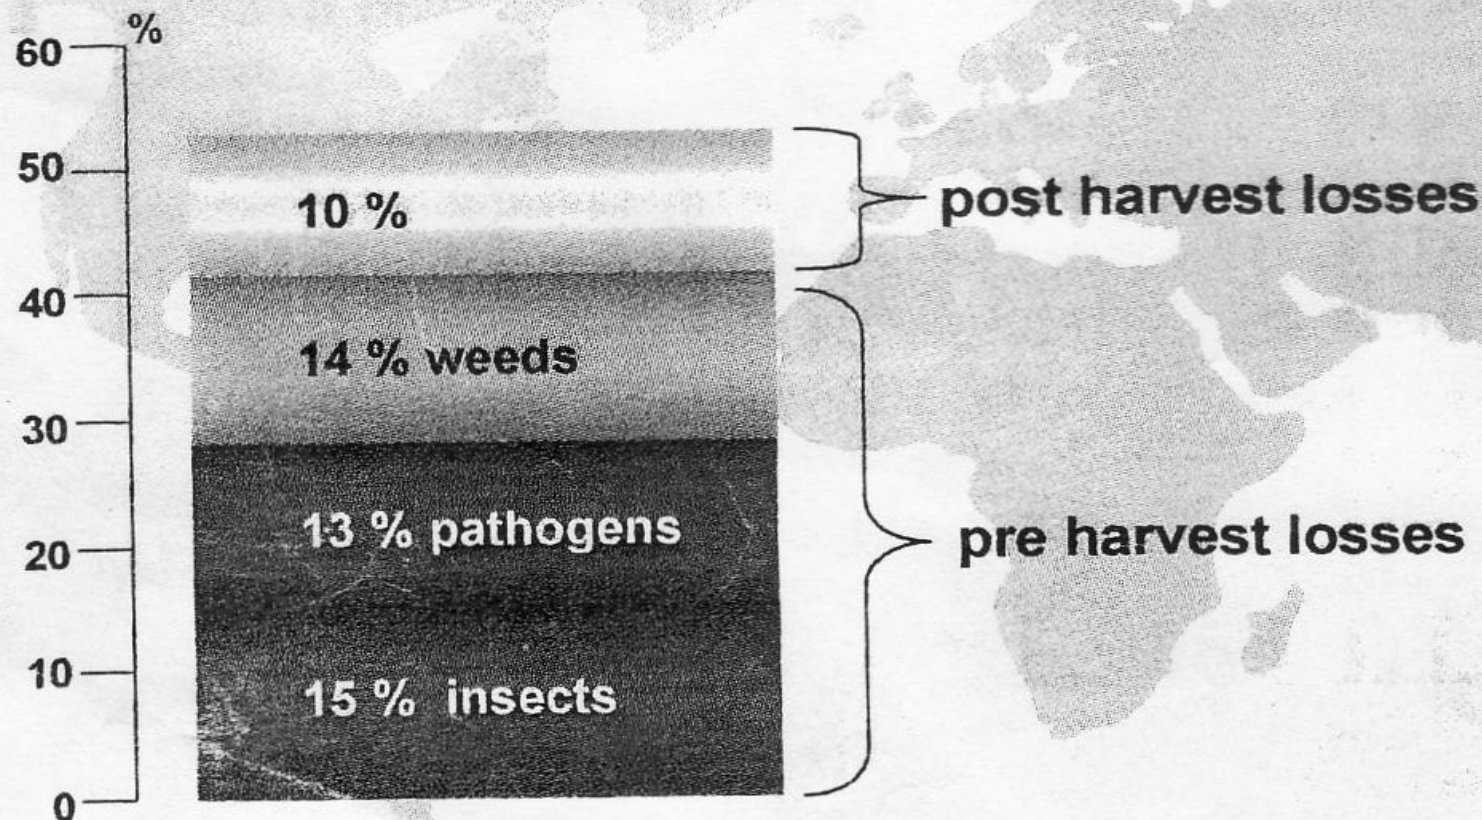 %
60
50
40
30
20
10
0
10 %
14 % weeds
13 % pathogens
15 % insects
post harvest losses
pre harvest losses